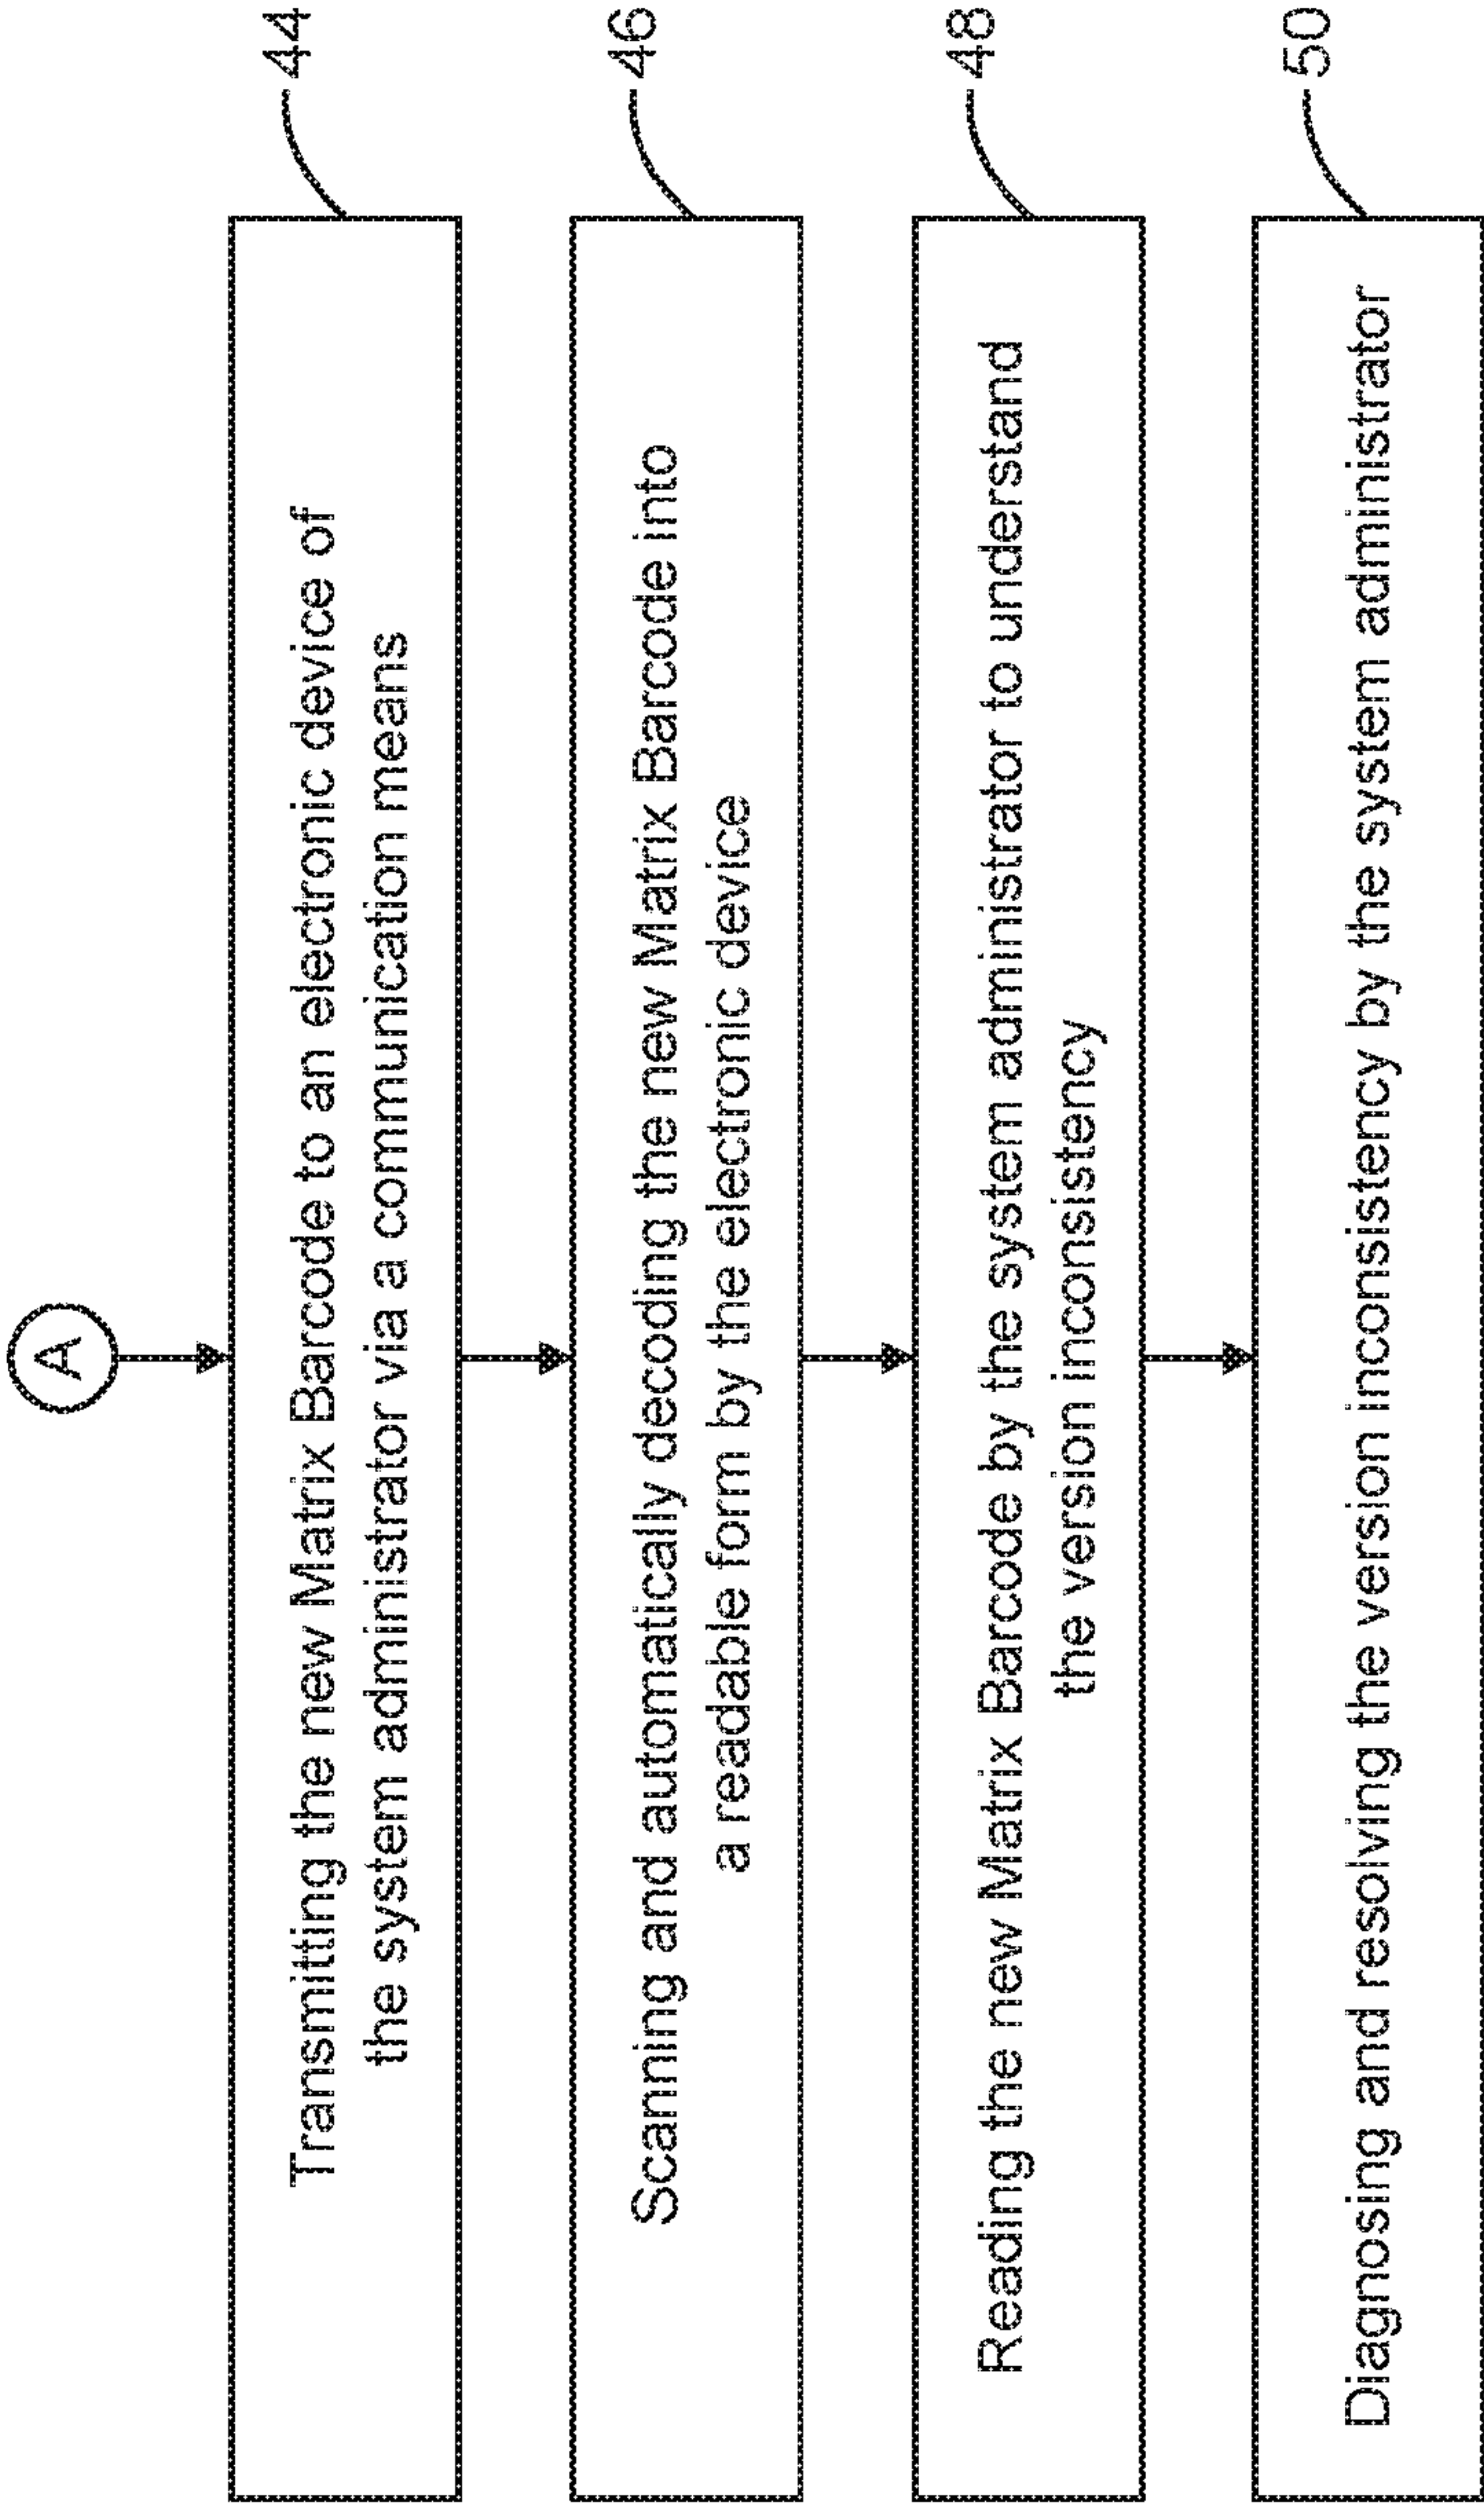 A
44
Transmitting the new Matrix Barcode to an electronic device of
the system administrator via a communication means
46
Scanning and automatically decoding the new Matrix Barcode into
a readable form by the electronic device
48
Reading the new Matrix Barcode by the system administrator to understand
the version inconsistency
50
Diagnosing and resolving the version inconsistency by the system administrator